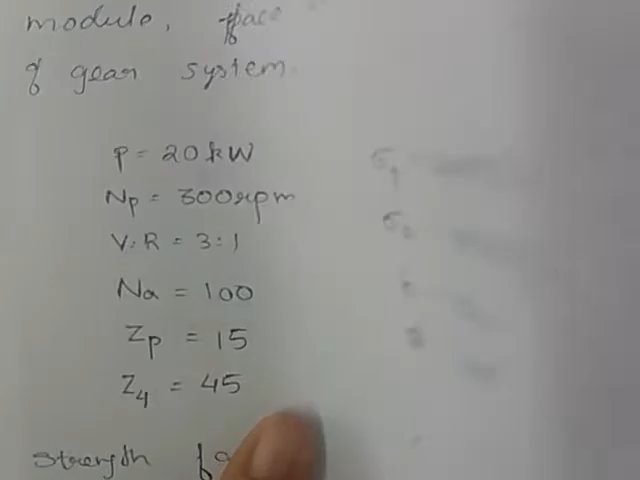 module, face
of gear system
P = 20 kW
Np = 300 rpm
V.R = 3:1
Na = 100
Zp = 15
Z4 = 45
Strength